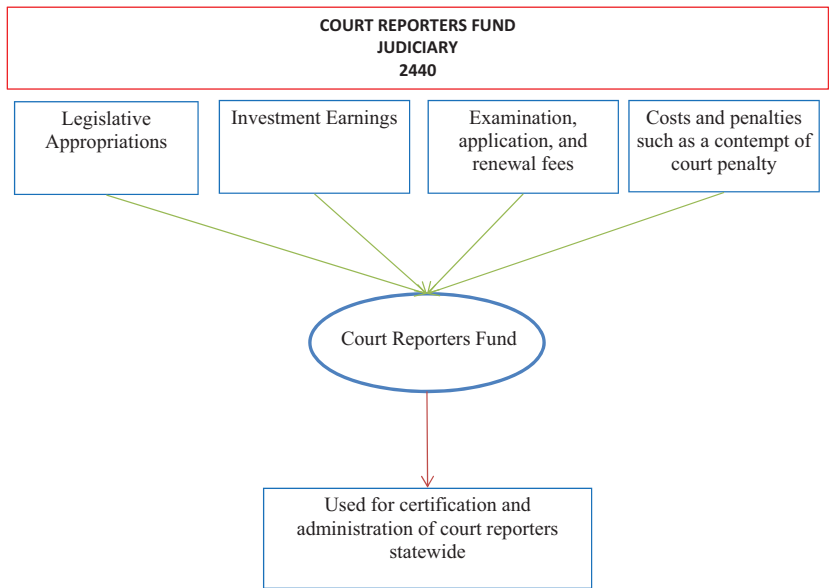 COURT REPORTERS FUND
JUDICIARY
2440
Legislative
Appropriations
Investment Earnings
Examination,
application, and
renewal fees
Costs and penalties
such as a contempt of
court penalty
Court Reporters Fund
Used for certification and
administration of court reporters
statewide